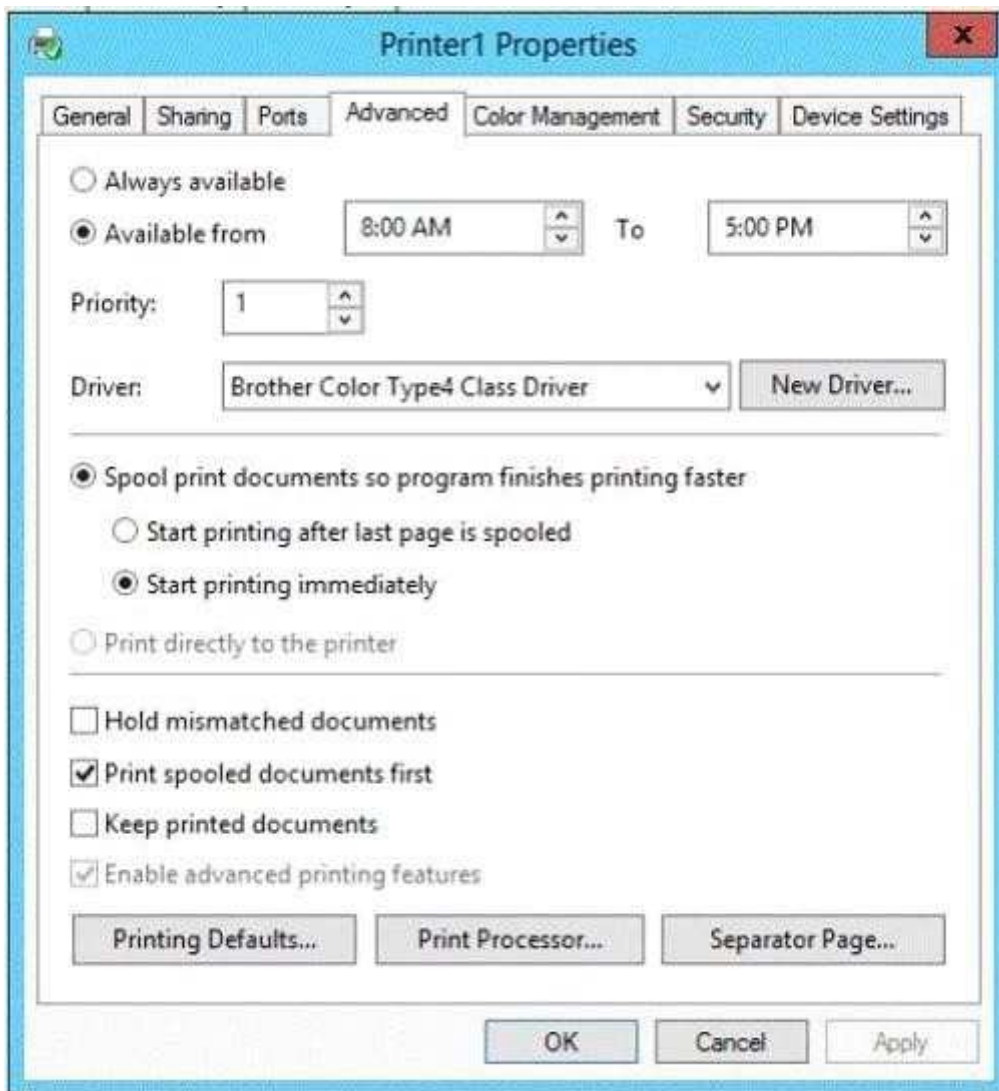 Printer1 Properties
x
General Sharing Ports Advanced Color Management Security Device Settings
Always available
Available from 8:00 AM To 5:00 PM
Priority: 1
Driver: Brother Color Type4 Class Driver New Driver...
Spool print documents so program finishes printing faster
Start printing after last page is spooled
Start printing immediately
Print directly to the printer
Hold mismatched documents
Print spooled documents first
Keep printed documents
Enable advanced printing features
Printing Defaults... Print Processor... Separator Page...
OK Cancel Apply